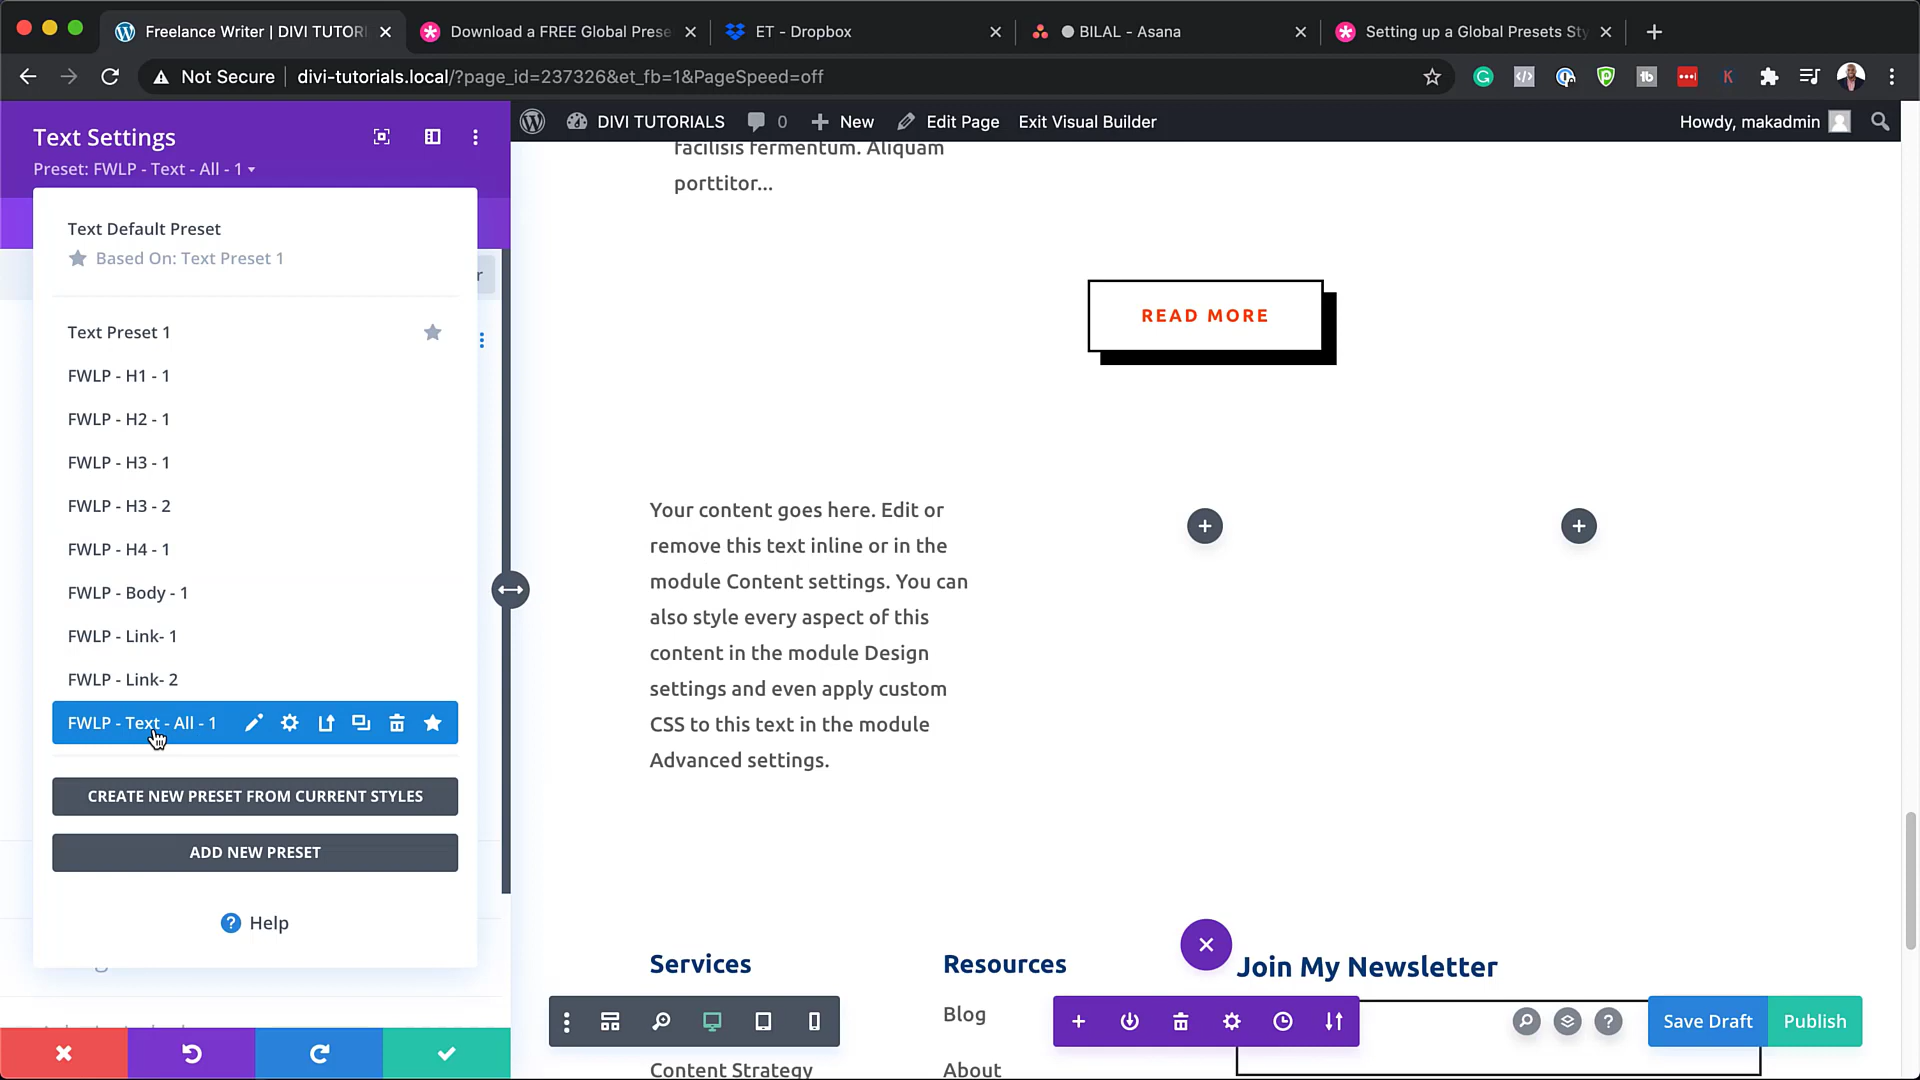 Freelance Writer | DIVI TUTORI
Download a FREE Global Prese
ET - Dropbox
BILAL - Asana
Setting up a Global Presets Sty
Not Secure
divi-tutorials.local/?page_id=237326&et_fb=1&PageSpeed=off
DIVI TUTORIALS
0
New
Edit Page
Exit Visual Builder
Howdy, makadmin
Text Settings
Preset: FWLP - Text - All - 1
Text Default Preset
Based On: Text Preset 1
r
Text Preset 1
FWLP - H1 - 1
FWLP - H2 - 1
FWLP - H3 - 1
FWLP - H3 - 2
FWLP - H4 - 1
FWLP - Body - 1
FWLP - Link- 1
FWLP - Link- 2
FWLP - Text - All - 1
CREATE NEW PRESET FROM CURRENT STYLES
ADD NEW PRESET
Help
facilisis fermentum. Aliquam
porttitor...
READ MORE
Your content goes here. Edit or
remove this text inline or in the
module Content settings. You can
also style every aspect of this
content in the module Design
settings and even apply custom
CSS to this text in the module
Advanced settings.
Services
Content Strategy
Resources
Blog
About
Join My Newsletter
Save Draft
Publish